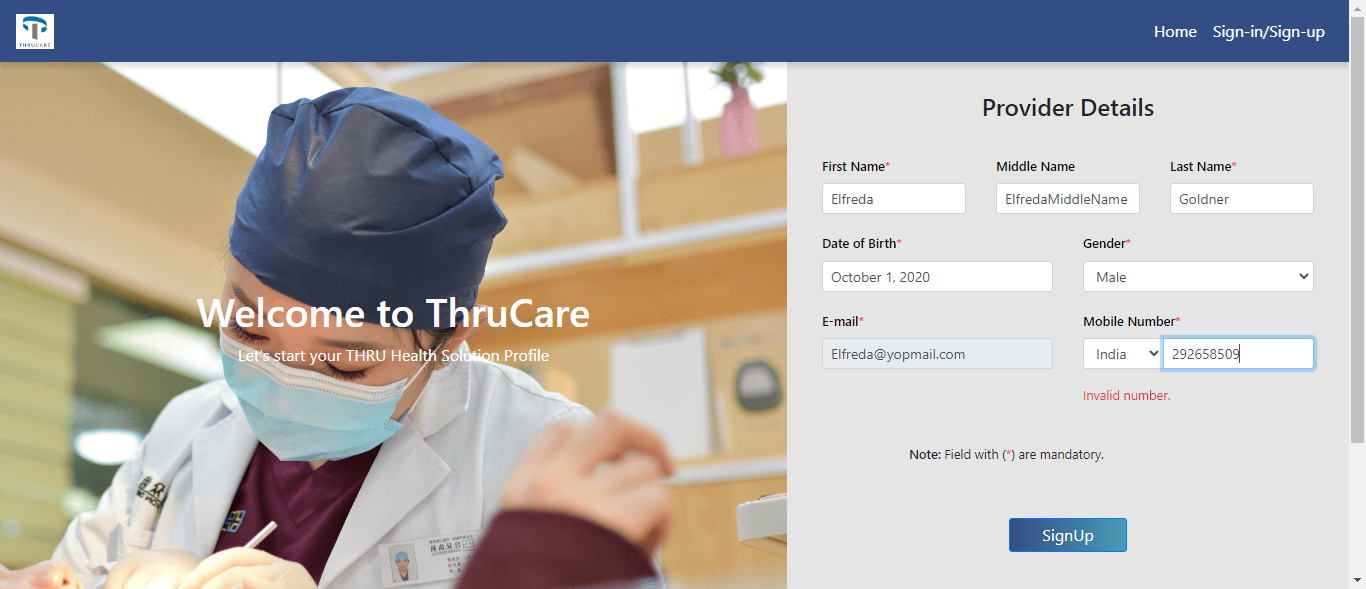 THRUCARE
Home Sign-in/Sign-up
Welcome to ThruCare
Let's start your THRU Health Solution Profile
Provider Details
First Name* Middle Name Last Name*
Elfreda ElfredaMiddleName Goldner
Date of Birth* Gender*
October 1, 2020 Male
E-mail* Mobile Number*
Elfreda@yopmail.com India 292658509
Invalid number.
Note: Field with (*) are mandatory.
SignUp